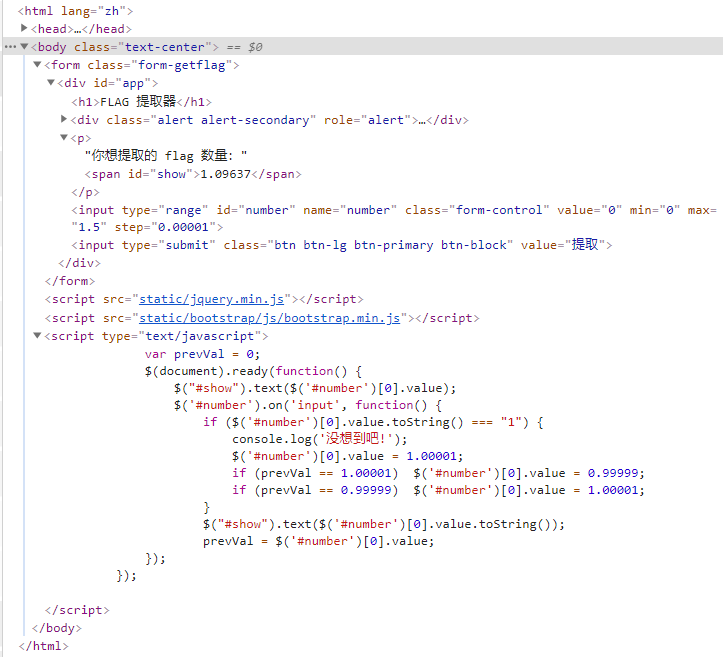 <html lang="zh">
<head>…</head>
<body class="text-center"> == $0
<form class="form-getflag">
<div id="app">
<h1>FLAG 提取器</h1>
<div class="alert alert-secondary" role="alert">…</div>
<p>
"你想提取的 flag 数量: "
<span id="show">1.09637</span>
</p>
<input type="range" id="number" name="number" class="form-control" value="0" min="0" max=
"1.5" step="0.00001">
<input type="submit" class="btn btn-lg btn-primary btn-block" value="提取">
</div>
</form>
<script src="static/jquery.min.js"></script>
<script src="static/bootstrap/js/bootstrap.min.js"></script>
<script type="text/javascript">
var prevVal = 0;
$(document).ready(function() {
$("#show").text($('#number')[0].value);
$('#number').on('input', function() {
if ($('#number')[0].value.toString() === "1") {
console.log('没想到吧!');
$('#number')[0].value = 1.00001;
if (prevVal == 1.00001)  $('#number')[0].value = 0.99999;
if (prevVal == 0.99999)  $('#number')[0].value = 1.00001;
}
$("#show").text($('#number')[0].value.toString());
prevVal = $('#number')[0].value;
});
});
</script>
</body>
</html>